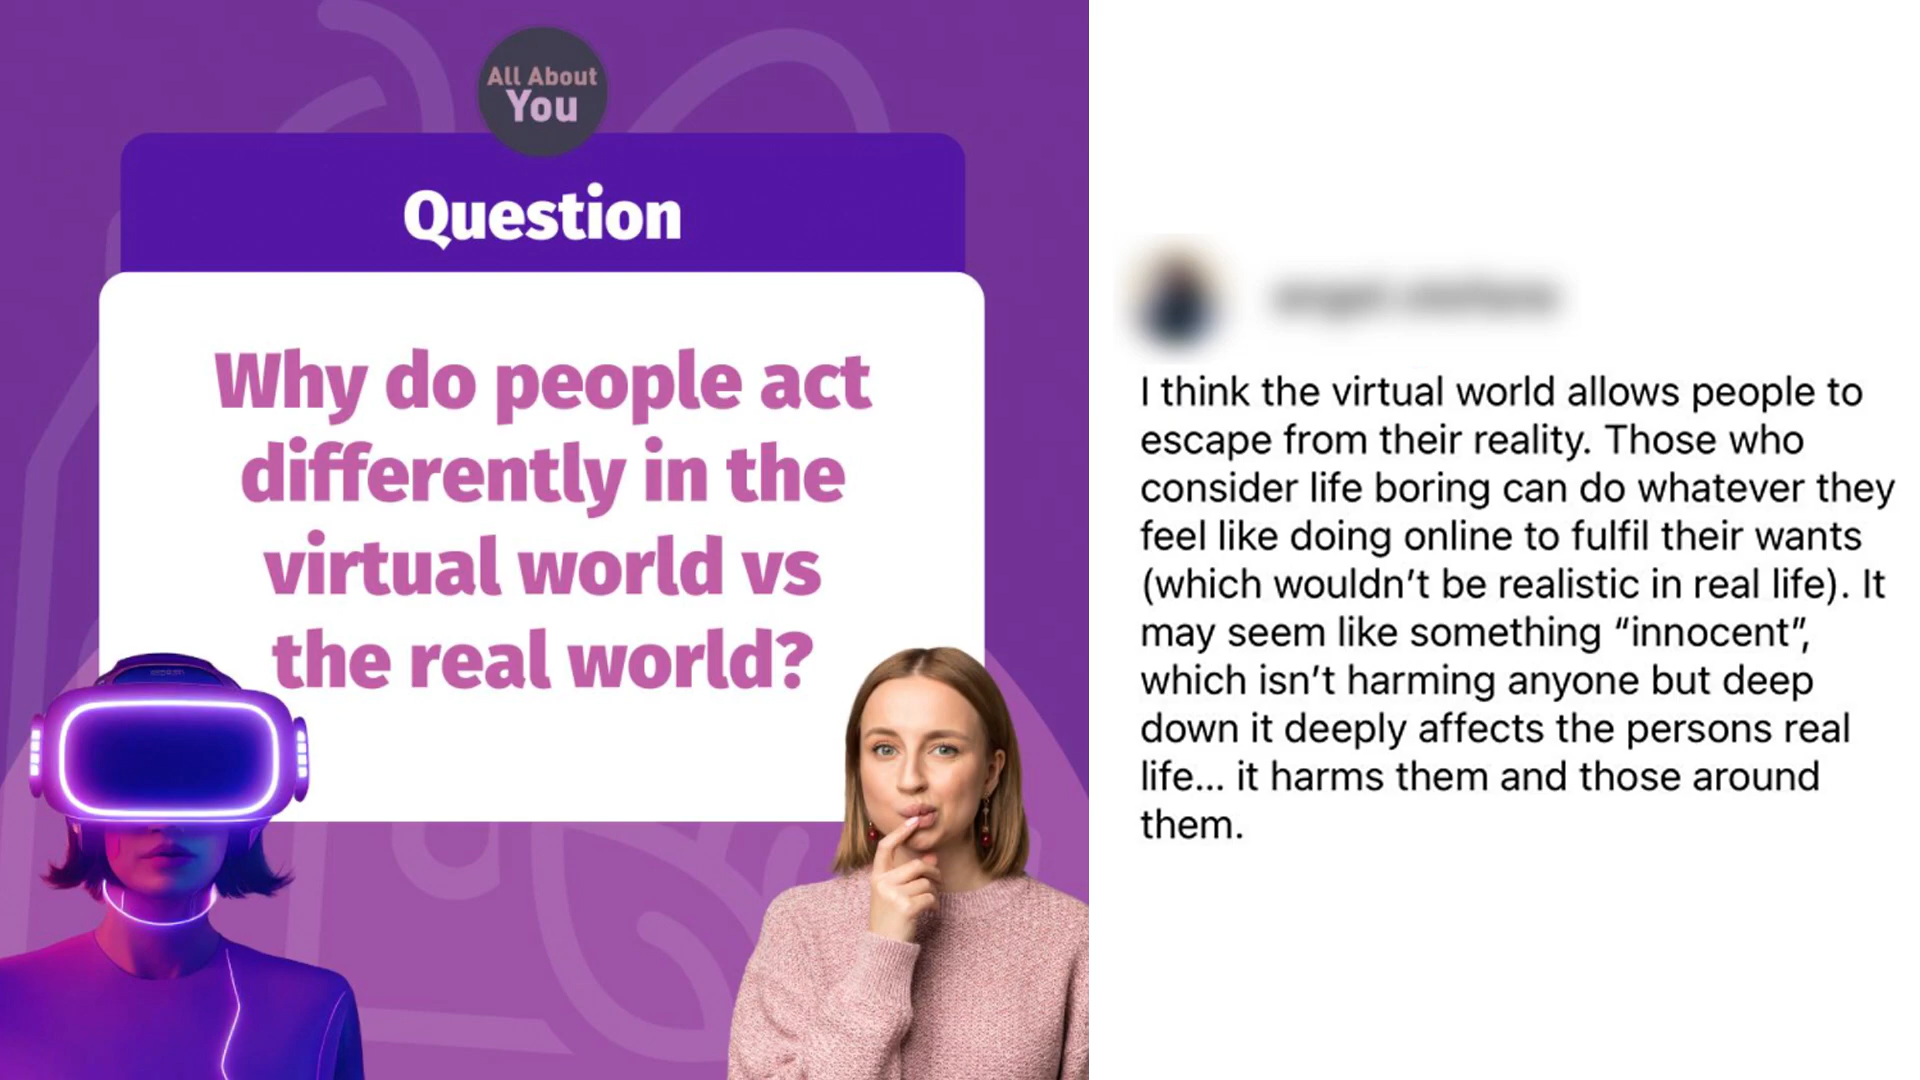 All About
You
Question
Why do people act
differently in the
virtual world vs
the real world?
I think the virtual world allows people to
escape from their reality. Those who
consider life boring can do whatever they
feel like doing online to fulfil their wants
(which wouldn’t be realistic in real life). It
may seem like something “innocent”,
which isn’t harming anyone but deep
down it deeply affects the persons real
life... it harms them and those around
them.